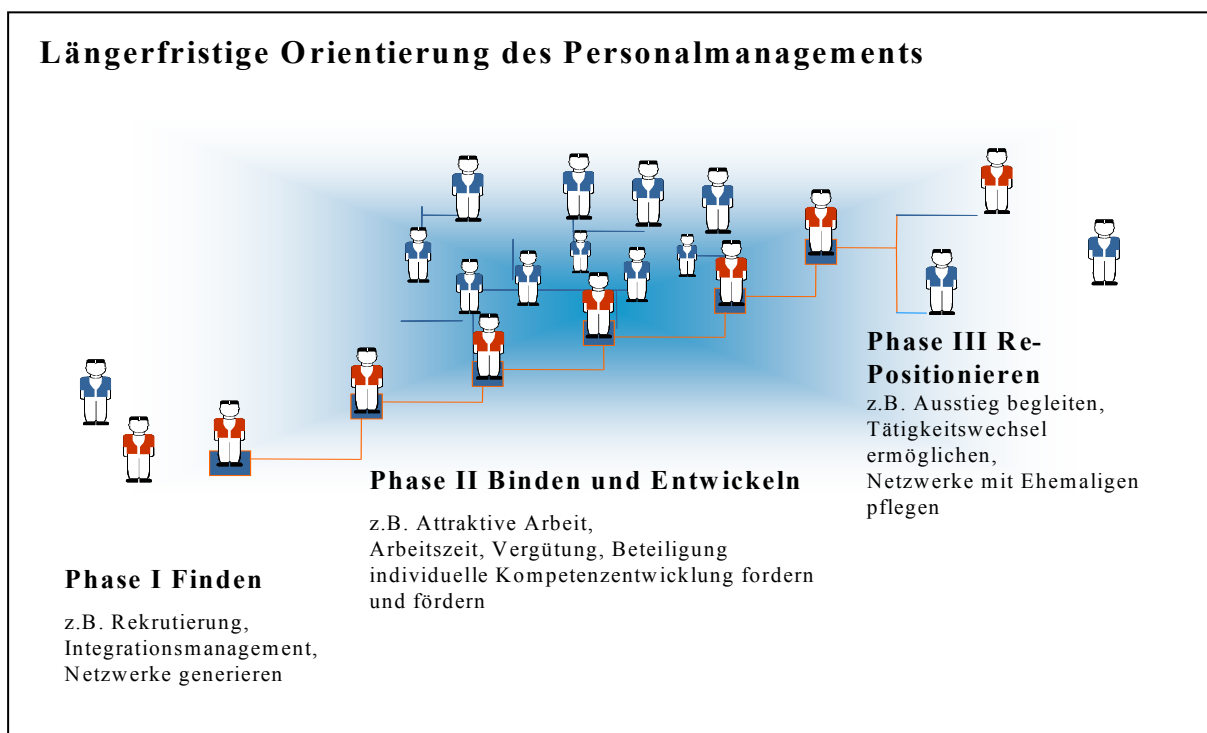 Längerfristige Orientierung des Personalmanagements
Phase I Finden
z.B. Rekrutierung,
Integrationsmanagement,
Netzwerke generieren
Phase II Binden und Entwickeln
z.B. Attraktive Arbeit,
Arbeitszeit, Vergütung, Beteiligung
individuelle Kompetenzentwicklung fordern
und fördern
Phase III Re-
Positionieren
z.B. Ausstieg begleiten,
Tätigkeitswechsel
ermöglichen,
Netzwerke mit Ehemaligen
pflegen